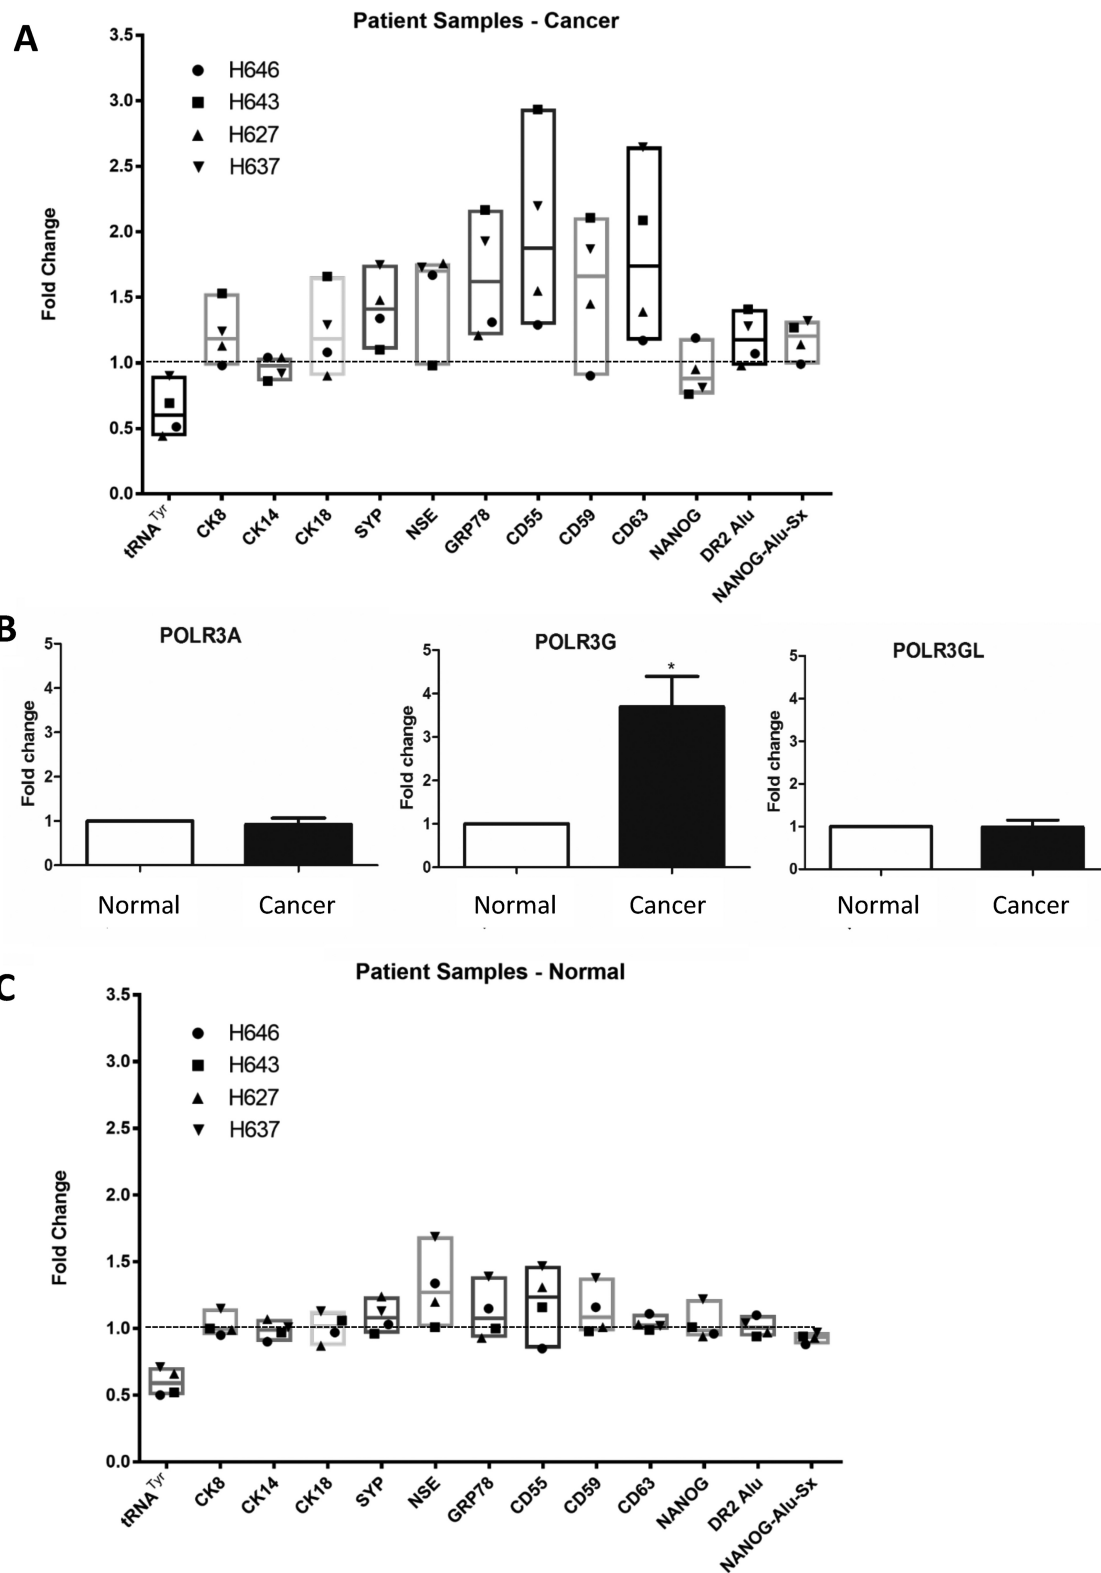 A
Patient Samples - Cancer
3.5
3.0
2.5
2.0
1.5
1.0
0.5
0.0
Fold Change
H646
H643
H627
H637
tRNA^Tyr
CK8
CK14
CK18
SYP
NSE
GRP78
CD55
CD59
CD63
NANOG
DR2 Alu
NANOG-Alu-Sx
B
POLR3A
5
4
3
2
1
0
Fold change
Normal
Cancer
POLR3G
5
4
3
2
1
0
Fold change
*
Normal
Cancer
POLR3GL
5
4
3
2
1
0
Fold change
Normal
Cancer
C
Patient Samples - Normal
3.5
3.0
2.5
2.0
1.5
1.0
0.5
0.0
Fold Change
H646
H643
H627
H637
tRNA^Tyr
CK8
CK14
CK18
SYP
NSE
GRP78
CD55
CD59
CD63
NANOG
DR2 Alu
NANOG-Alu-Sx